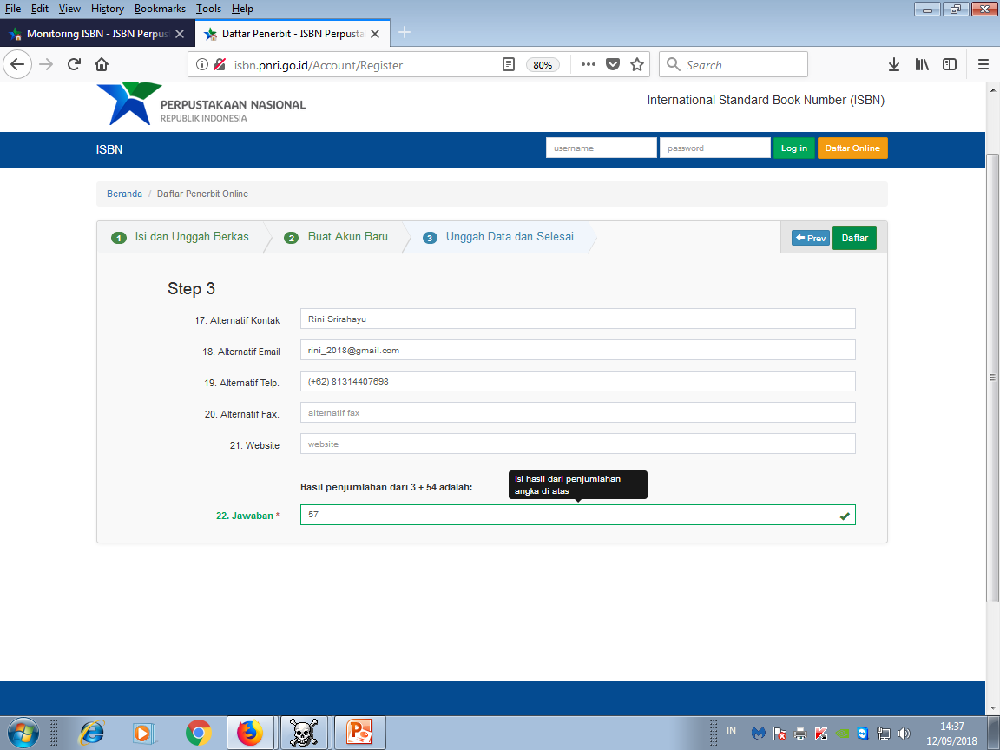 File Edit View History Bookmarks Tools Help
Monitoring ISBN - ISBN Perpus
Daftar Penerbit - ISBN Perpusta
isbn.pnri.go.id/Account/Register
80%
Search
PERPUSTAKAAN NASIONAL
REPUBLIK INDONESIA
International Standard Book Number (ISBN)
ISBN
username
password
Log in
Daftar Online
Beranda / Daftar Penerbit Online
1 Isi dan Unggah Berkas
2 Buat Akun Baru
3 Unggah Data dan Selesai
Prev
Daftar
Step 3
17. Alternatif Kontak
Rini Srirahayu
18. Alternatif Email
rini_2018@gmail.com
19. Alternatif Telp.
(+62) 81314407698
20. Alternatif Fax.
alternatif fax
21. Website
website
Hasil penjumlahan dari 3 + 54 adalah:
isi hasil dari penjumlahan
angka di atas
22. Jawaban *
57
IN
14:37
12/09/2018